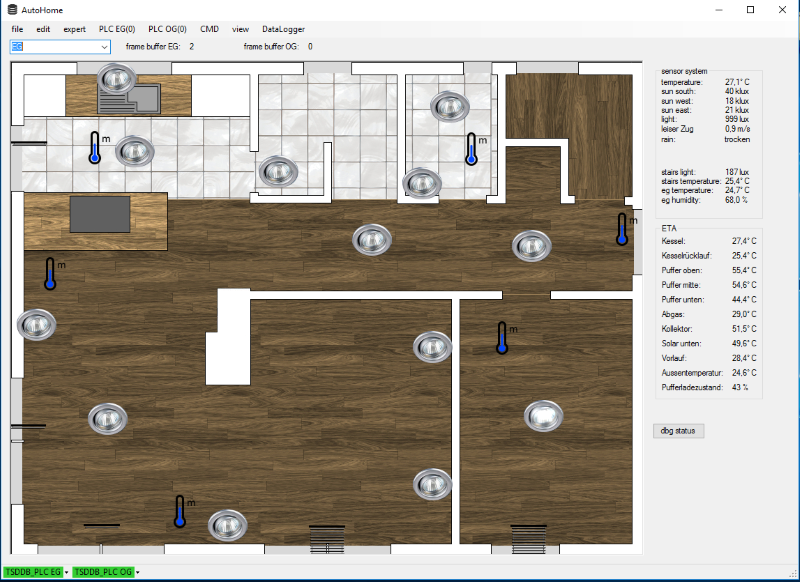 AutoHome
file edit expert PLC EG(0) PLC OG(0) CMD view DataLogger
EG frame buffer EG: 2 frame buffer OG: 0
sensor system
temperature: 27,1° C
sun south: 40 klux
sun west: 18 klux
sun east: 21 klux
light: 999 lux
leiser Zug 0,9 m/s
rain: trocken
stairs light: 187 lux
stairs temperature: 25,4° C
eg temperature: 24,7° C
eg humidity: 68,0 %
m
m
m
m
m
m
ETA
Kessel: 27,4° C
Kesselrücklauf: 25,4° C
Puffer oben: 55,4° C
Puffer mitte: 54,6° C
Puffer unten: 44,4° C
Abgas: 29,0° C
Kollektor: 51,5° C
Solar unten: 49,6° C
Vorlauf: 28,4° C
Aussentemperatur: 24,6° C
Pufferladezustand: 43 %
dbg status
TSDDB_PLC EG TSDDB_PLC OG